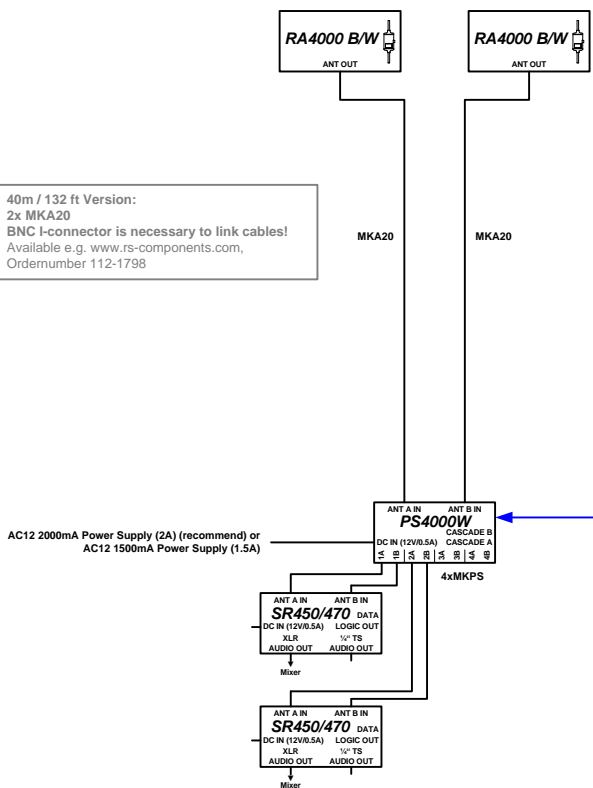 RA4000 B/W
ANT OUT
RA4000 B/W
ANT OUT
40m / 132 ft Version:
2x MKA20
BNC I-connector is necessary to link cables!
Available e.g. www.rs-components.com,
Ordernumber 112-1798
MKA20
MKA20
ANT A IN ANT B IN
PS4000W
CASCADE B
DC IN (12V/0.5A) CASCADE A
1A 1B 2A 2B 3A 3B 4A 4B
AC12 2000mA Power Supply (2A) (recommend) or
AC12 1500mA Power Supply (1.5A)
4xMKPS
ANT A IN ANT B IN
SR450/470 DATA
DC IN (12V/0.5A) LOGIC OUT
XLR ¼" TS
AUDIO OUT AUDIO OUT
Mixer
ANT A IN ANT B IN
SR450/470 DATA
DC IN (12V/0.5A) LOGIC OUT
XLR ¼" TS
AUDIO OUT AUDIO OUT
Mixer